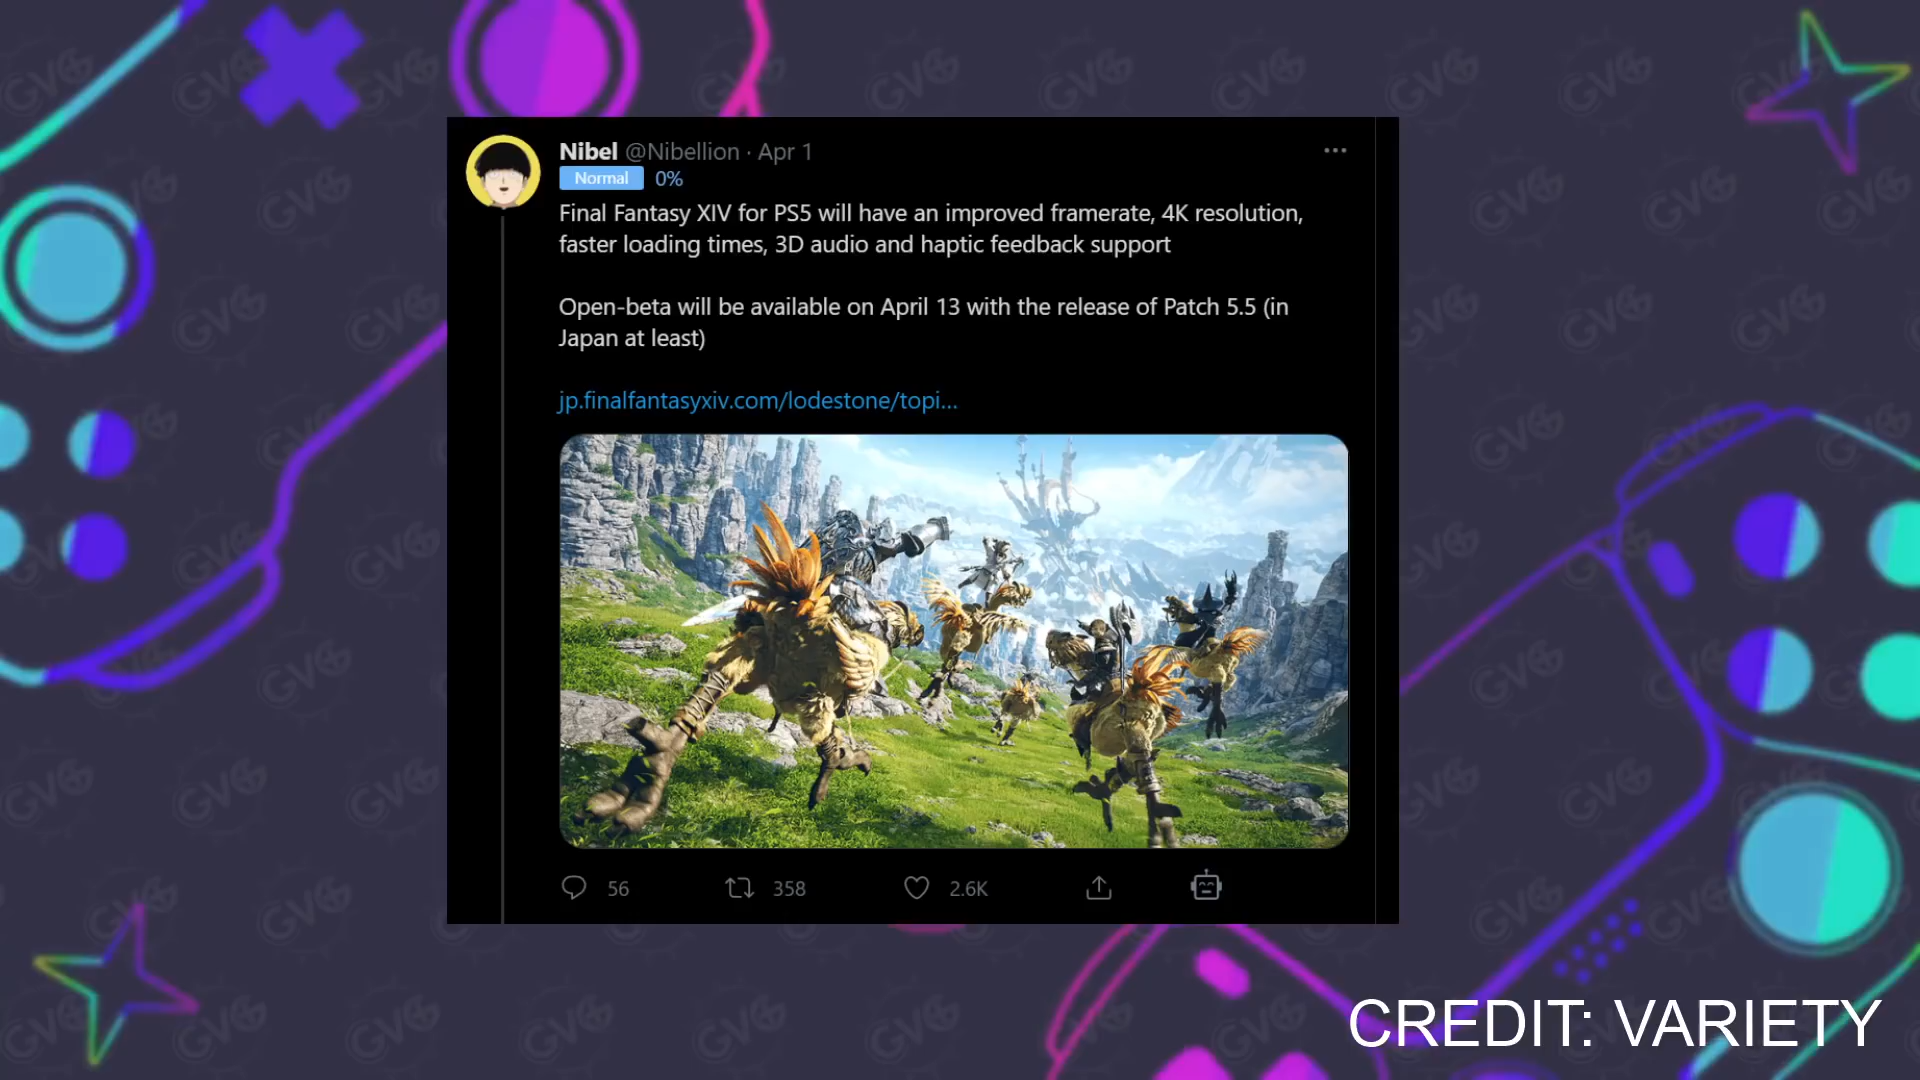 Nibel @Nibellion · Apr 1
Normal 0%
Final Fantasy XIV for PS5 will have an improved framerate, 4K resolution,
faster loading times, 3D audio and haptic feedback support
Open-beta will be available on April 13 with the release of Patch 5.5 (in
Japan at least)
jp.finalfantasyxiv.com/lodestone/topi...
56 358 2.6K
CREDIT: VARIETY